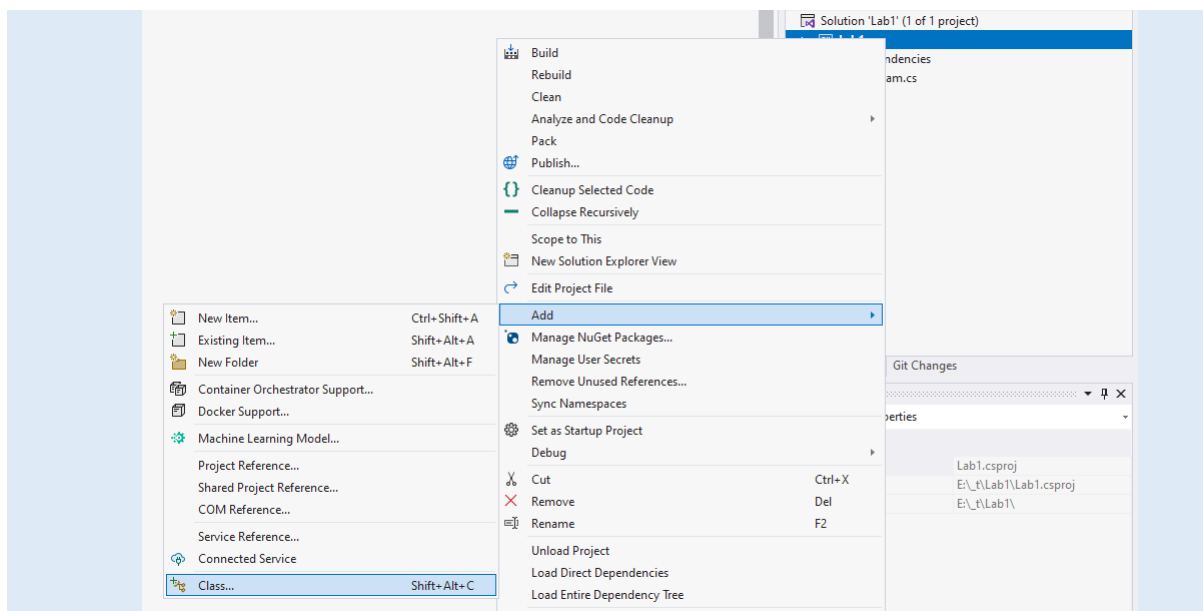 Solution 'Lab1' (1 of 1 project)
ndencies
am.cs
Build
Rebuild
Clean
Analyze and Code Cleanup
Pack
Publish...
Cleanup Selected Code
Collapse Recursively
Scope to This
New Solution Explorer View
Edit Project File
Add
Manage NuGet Packages...
Manage User Secrets
Remove Unused References...
Sync Namespaces
Set as Startup Project
Debug
Cut Ctrl+X
Remove Del
Rename F2
Unload Project
Load Direct Dependencies
Load Entire Dependency Tree
New Item... Ctrl+Shift+A
Existing Item... Shift+Alt+A
New Folder Shift+Alt+F
Container Orchestrator Support...
Docker Support...
Machine Learning Model...
Project Reference...
Shared Project Reference...
COM Reference...
Service Reference...
Connected Service
Class... Shift+Alt+C
Git Changes
perties
Lab1.csproj
E:\_t\Lab1\Lab1.csproj
E:\_t\Lab1\